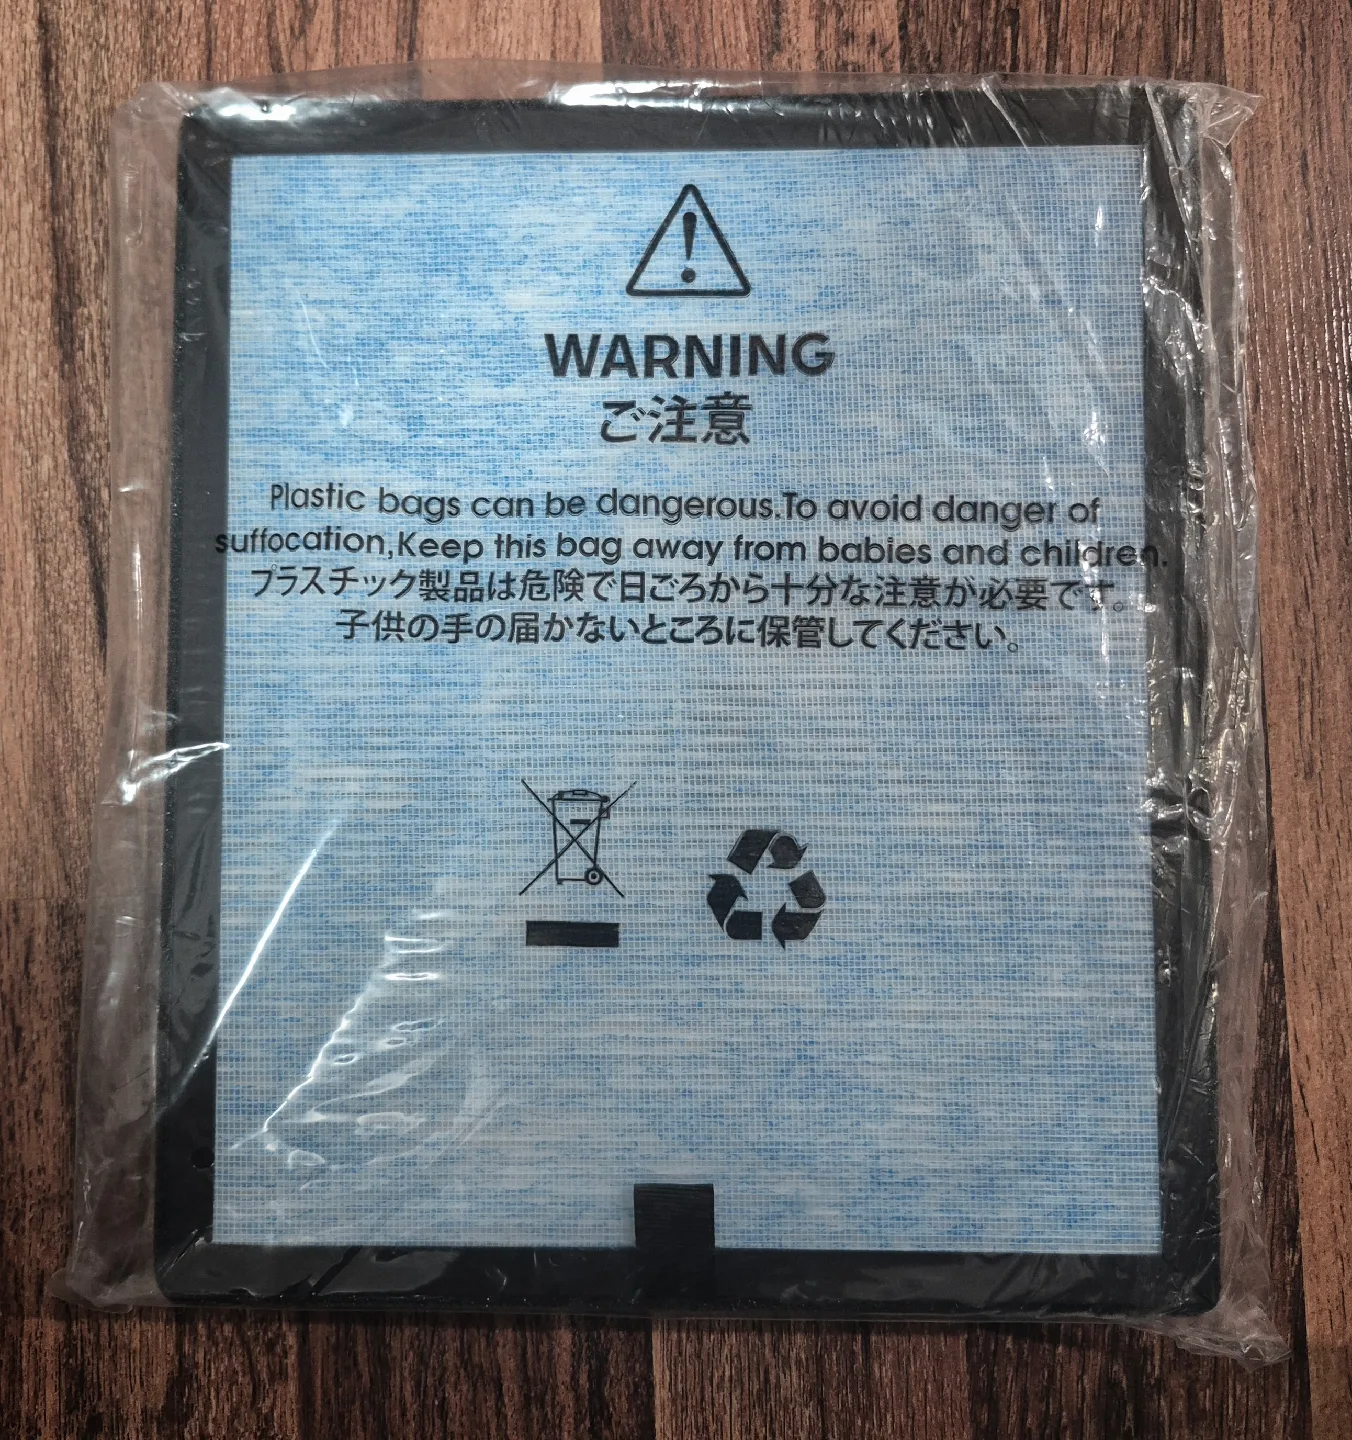 WARNING
ご注意
Plastic bags can be dangerous.To avoid danger of
suffocation,Keep this bag away from babies and children.
プラスチック製品は危険で日ごろから十分な注意が必要です。
子供の手の届かないところに保管してください。